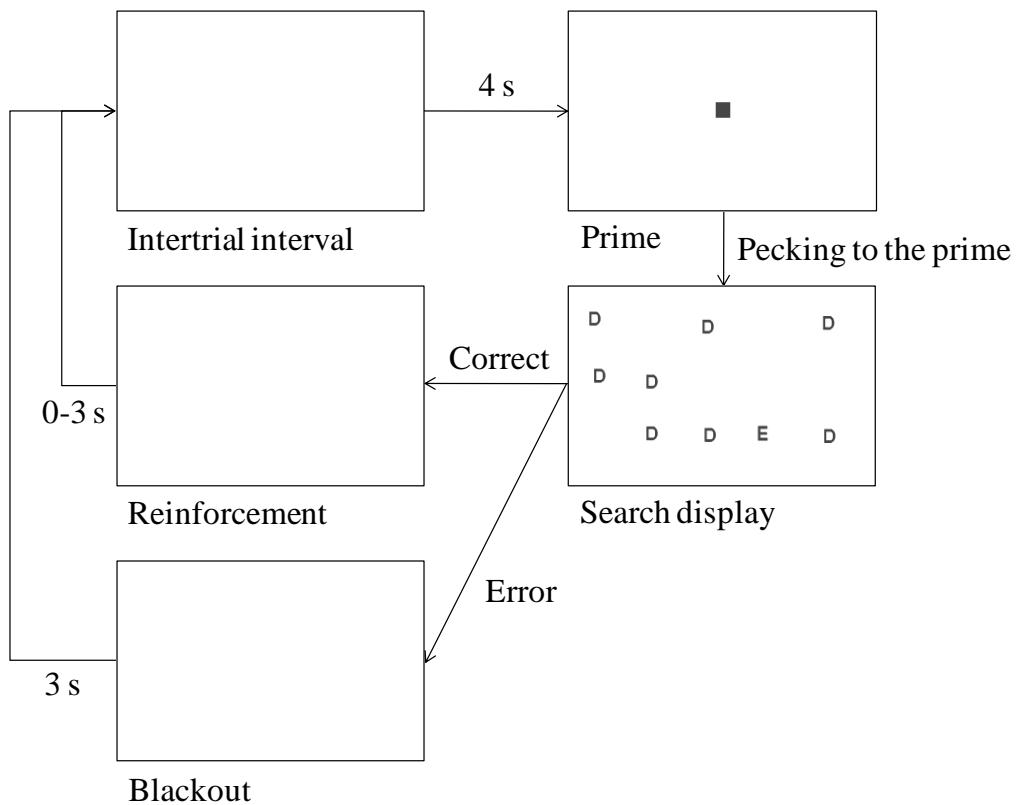 4 s
Intertrial interval
Prime
Pecking to the prime
D D D
D D
D D E D
Correct
0-3 s
Reinforcement
Search display
Error
3 s
Blackout